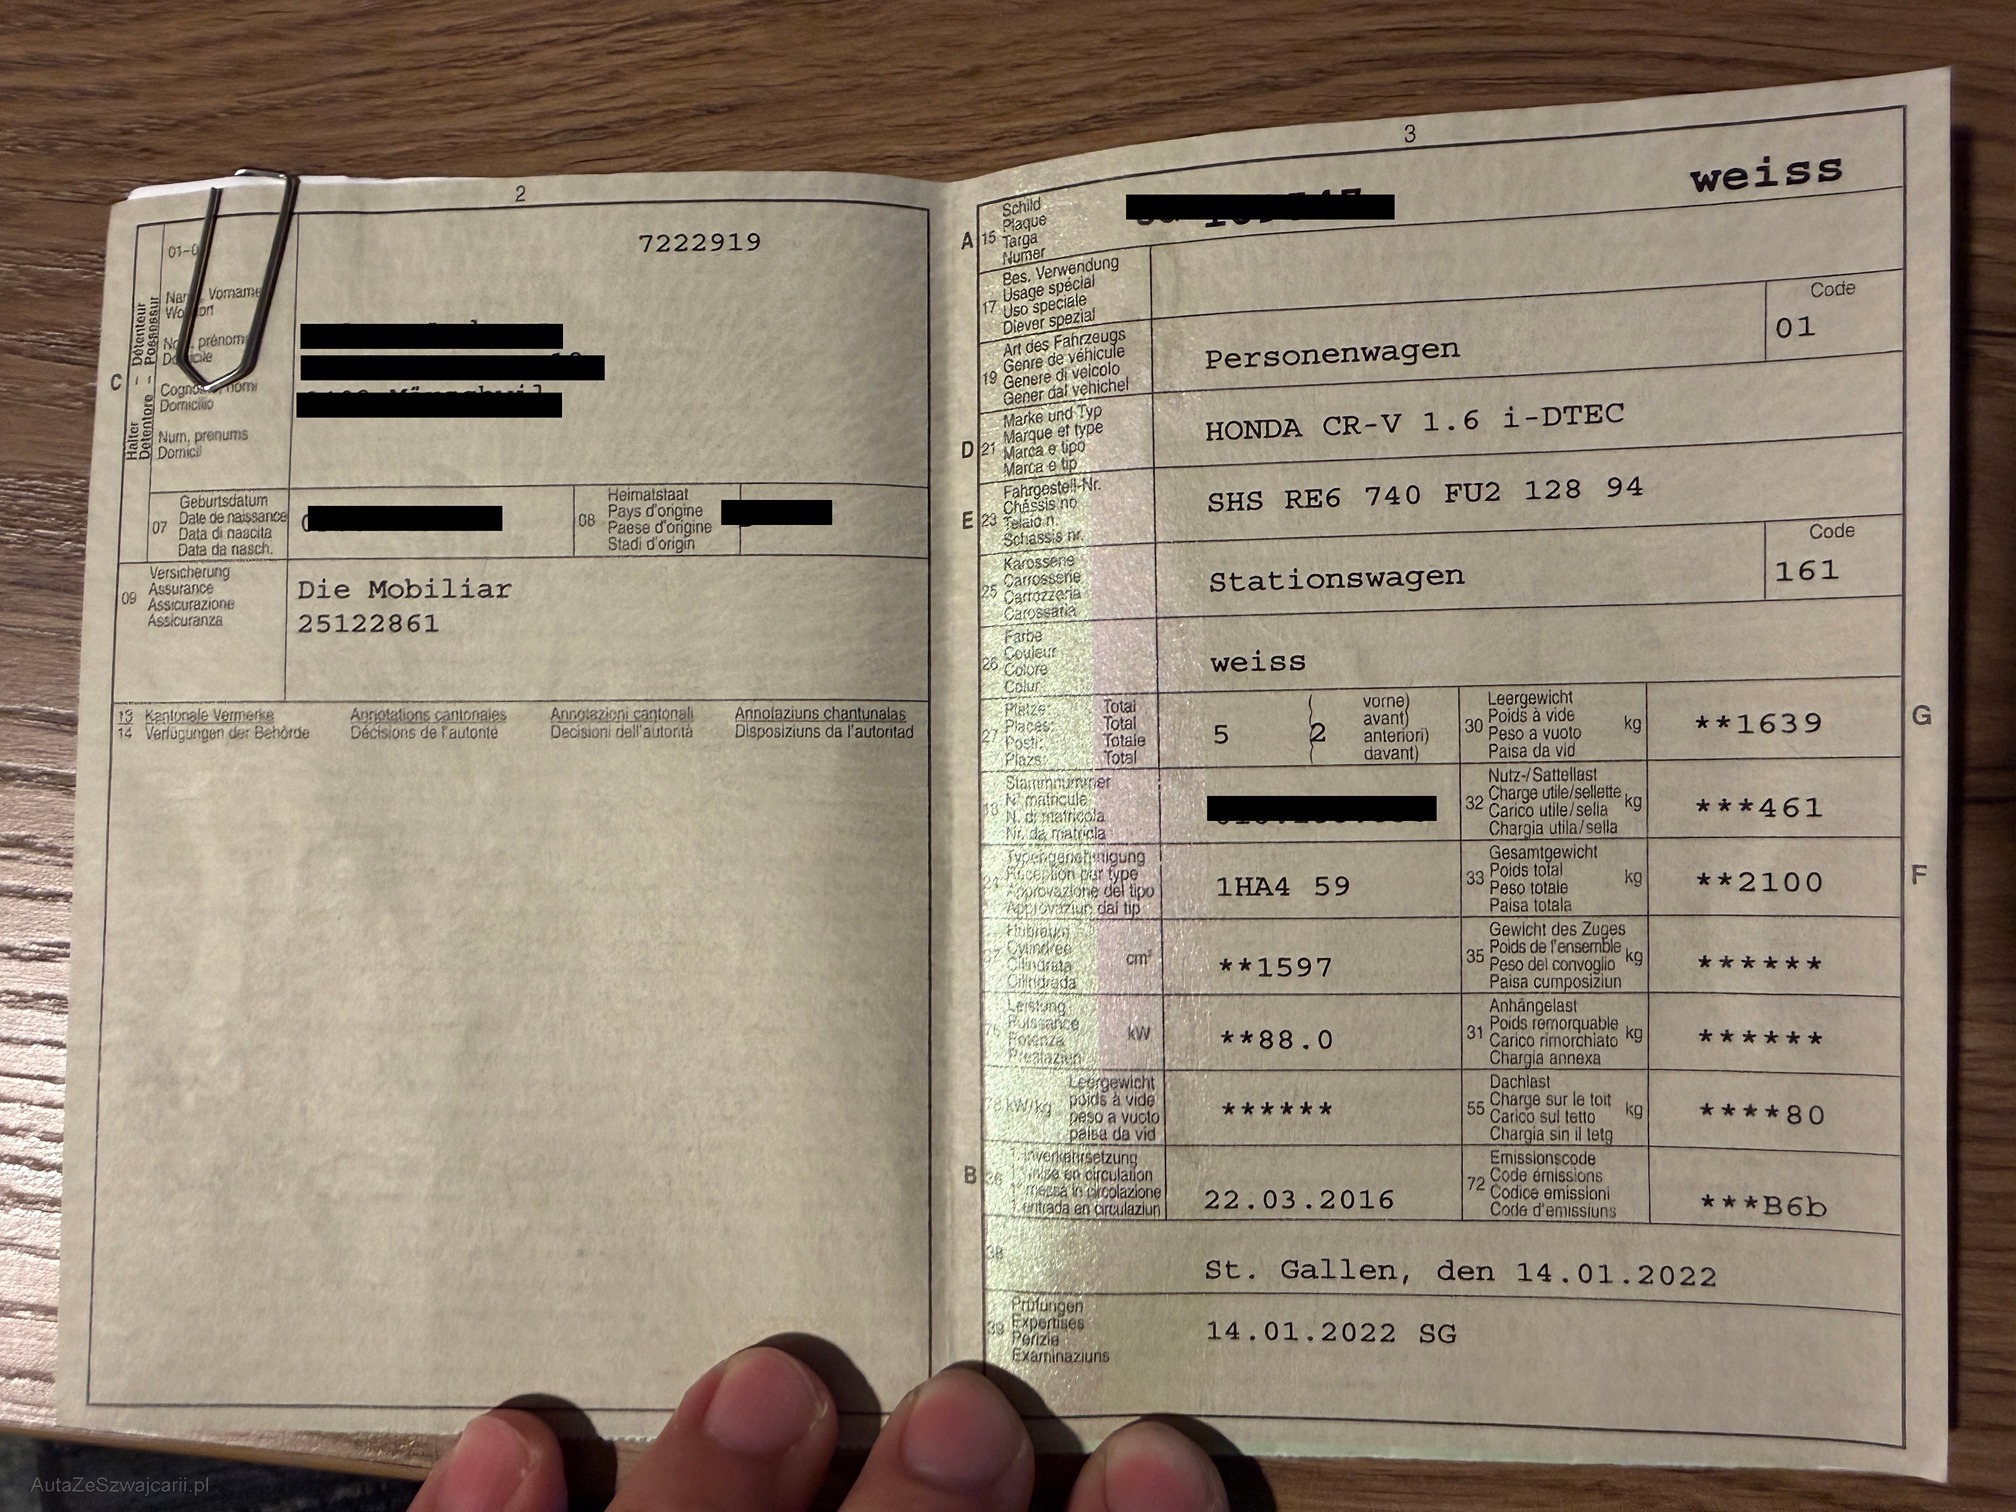 2
01-0
7222919
Vorname
nomi
Domicilio
Num, prenums
Domicil
C
Halter – Détenteur
Detentore – Possessur
07
Geburtsdatum
Date de naissance
Data di nascita
Data da nasch.
08
Heimatstaat
Pays d'origine
Paese d'origine
Stadi d'origin
09
Versicherung
Assurance
Assicurazione
Assicuranza
Die Mobiliar
25122861
13 Kantonale Vermerke Annotations cantonales Annotazioni cantonali Annotaziuns chantunalas
14 Verfügungen der Behörde Décisions de l'autorité Decisioni dell'autorità Disposiziuns da l'autoritad
3
weiss
A 15
Schild
Plaque
Targa
Numer
17
Bes. Verwendung
Usage spécial
Uso speciale
Diever spezial
19
Art des Fahrzeugs
Genre de véhicule
Genere di veicolo
Gener dal vehichel
Personenwagen
Code
01
D 21
Marke und Typ
Marque et type
Marca e tipo
Marca e tip
HONDA CR-V 1.6 i-DTEC
E 23
Fahrgestell-Nr.
Châssis no
Telaio n.
Schassis nr.
SHS RE6 740 FU2 128 94
25
Karosserie
Carrosserie
Carrozzeria
Carossaria
Stationswagen
Code
161
26
Farbe
Couleur
Colore
Colur
weiss
27
Plätze: Total
Places: Total
Posti: Totale
Plazs: Total
5 ( 2
vorne)
avant)
anteriori)
davant)
30
Leergewicht
Poids à vide
Peso a vuoto
Paisa da vid
kg
**1639
G
Stammnummer
N° matricule
N. di matricola
Nr. da matricla
32
Nutz-/Sattellast
Charge utile/sellette
Carico utile/sella
Chargia utila/sella
kg
***461
Typengenehmigung
Réception par type
Approvazione del tipo
Approvaziun dal tip
1HA4 59
33
Gesamtgewicht
Poids total
Peso totale
Paisa totala
kg
**2100
F
Hubraum
Cylindrée
Cilindrata
Cilindrada
cm³
**1597
35
Gewicht des Zuges
Poids de l'ensemble
Peso del convoglio
Paisa cumposiziun
kg
******
Leistung
Puissance
Potenza
Prestaziun
kW
**88.0
31
Anhängelast
Poids remorquable
Carico rimorchiato
Chargia annexa
kg
******
kW/kg
Leergewicht
poids à vide
peso a vuoto
paisa da vid
******
55
Dachlast
Charge sur le toit
Carico sul tetto
Chargia sin il tetg
kg
****80
B 36
1. Inverkehrsetzung
1re mise en circulation
1a messa in circolazione
1. entrada en circulaziun
22.03.2016
72
Emissionscode
Code émissions
Codice emissioni
Code d'emissiuns
***B6b
38
St. Gallen, den 14.01.2022
39
Prüfungen
Expertises
Perizie
Examinaziuns
14.01.2022 SG
AutaZeSzwajcarii.pl